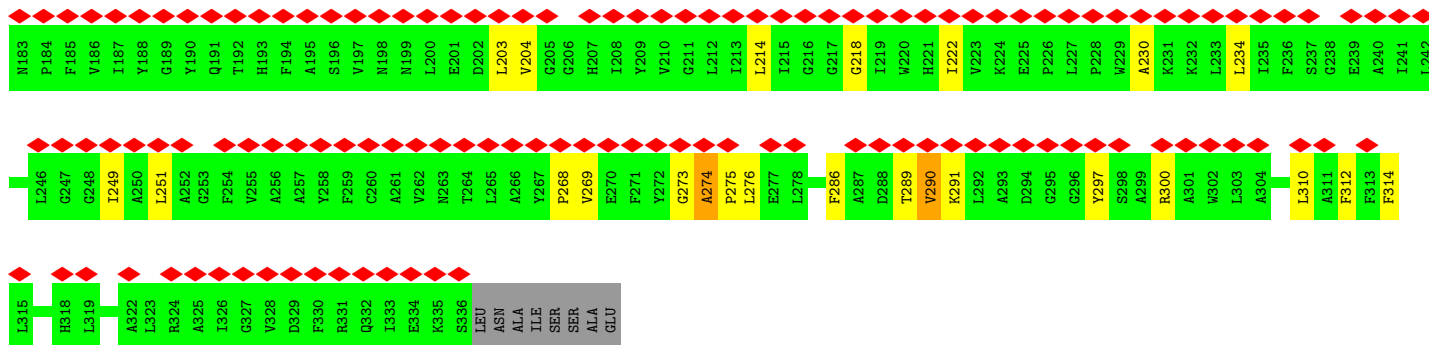 N183 P184 F185 V186 I187 Y188 G189 Y190 Q191 T192 H193 F194 A195 S196 V197 N198 N199 L200 E201 D202 L203 V204 G205 G206 H207 I208 Y209 V210 G211 L212 I213 L214 I215 G216 G217 G218 I219 W220 H221 I222 V223 K224 E225 P226 L227 P228 W229 A230 K231 K232 L233 L234 I235 F236 S237 G238 E239 A240 I241 L242
L246 G247 G248 I249 A250 L251 A252 G253 F254 V255 A256 A257 Y258 F259 C260 A261 V262 N263 T264 L265 A266 Y267 P268 V269 E270 F271 Y272 G273 A274 P275 L276 E277 L278 F286 A287 D288 T289 V290 K291 L292 A293 D294 G295 G296 Y297 S298 A299 R300 A301 W302 L303 A304 L310 A311 F312 F313 F314
L315 H318 L319 A322 L323 R324 A325 I326 G327 V328 D329 F330 R331 Q332 I333 E334 K335 S336 LEU ASN ALA ILE SER SER ALA GLU